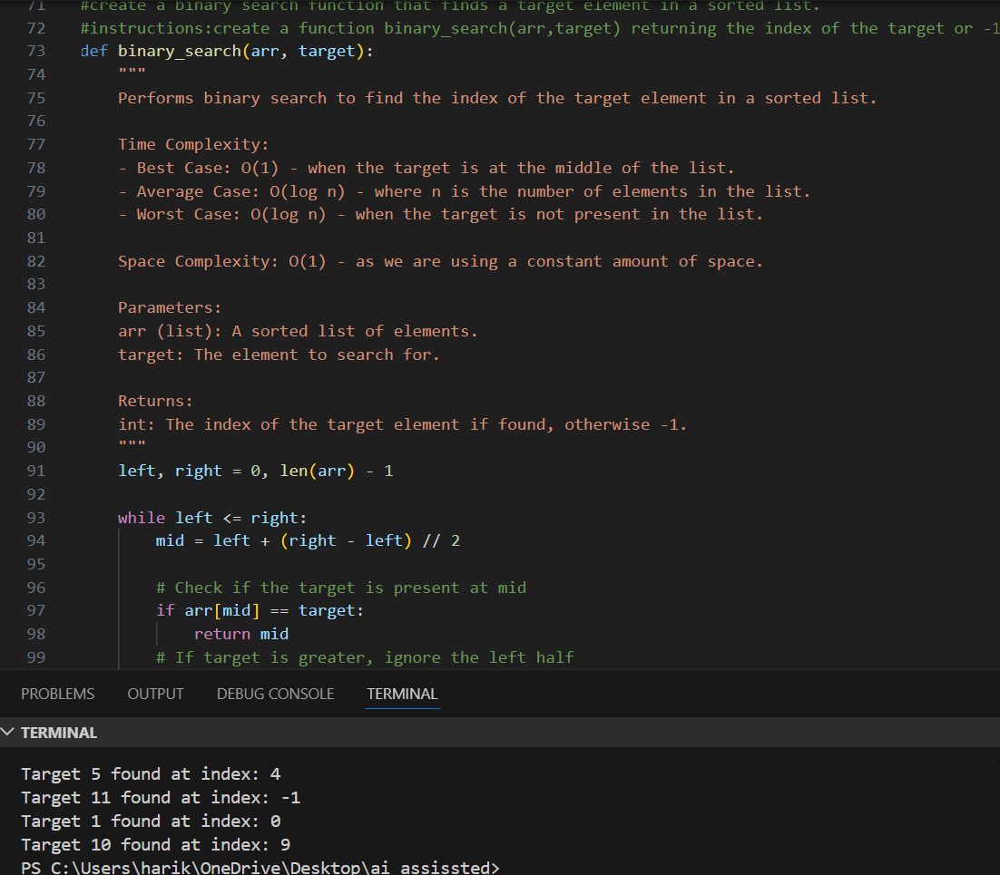 71 #create a binary search function that finds a target element in a sorted list.
72 #instructions:create a function binary_search(arr,target) returning the index of the target or -1
73 def binary_search(arr, target):
74 """
75 Performs binary search to find the index of the target element in a sorted list.
76
77 Time Complexity:
78 - Best Case: O(1) - when the target is at the middle of the list.
79 - Average Case: O(log n) - where n is the number of elements in the list.
80 - Worst Case: O(log n) - when the target is not present in the list.
81
82 Space Complexity: O(1) - as we are using a constant amount of space.
83
84 Parameters:
85 arr (list): A sorted list of elements.
86 target: The element to search for.
87
88 Returns:
89 int: The index of the target element if found, otherwise -1.
90 """
91 left, right = 0, len(arr) - 1
92
93 while left <= right:
94 mid = left + (right - left) // 2
95
96 # Check if the target is present at mid
97 if arr[mid] == target:
98 return mid
99 # If target is greater, ignore the left half
PROBLEMS OUTPUT DEBUG CONSOLE TERMINAL
TERMINAL
Target 5 found at index: 4
Target 11 found at index: -1
Target 1 found at index: 0
Target 10 found at index: 9
PS C:\Users\harik\OneDrive\Desktop\ai assissted>